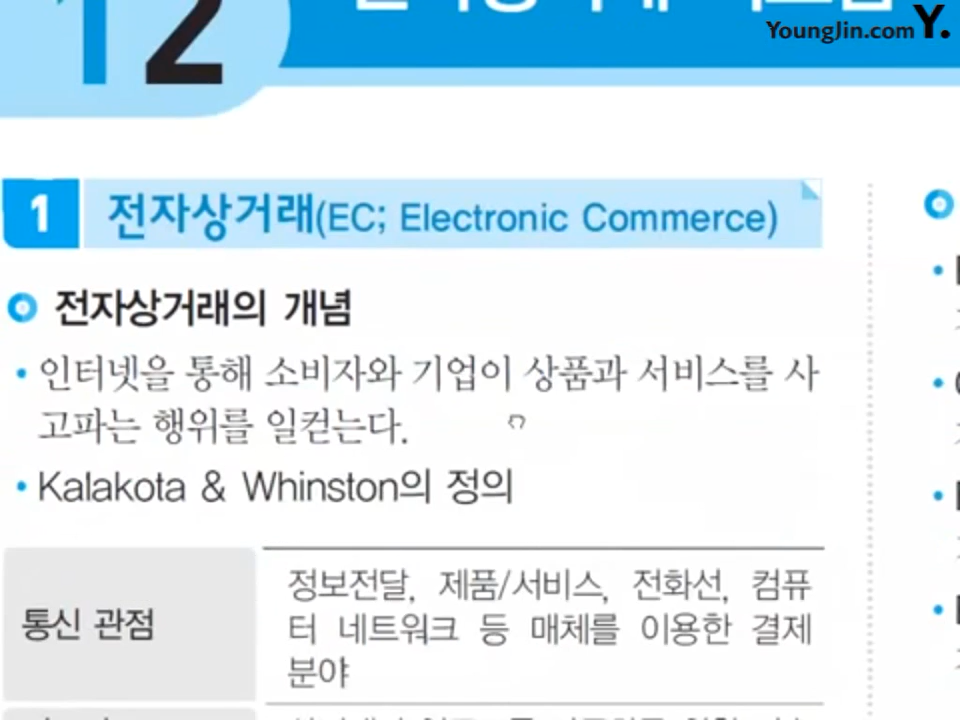 12
YoungJin.com Y.
1 전자상거래(EC; Electronic Commerce)
전자상거래의 개념
• 인터넷을 통해 소비자와 기업이 상품과 서비스를 사
고파는 행위를 일컫는다.
• Kalakota & Whinston의 정의
통신 관점
정보전달, 제품/서비스, 전화선, 컴퓨
터 네트워크 등 매체를 이용한 결제
분야